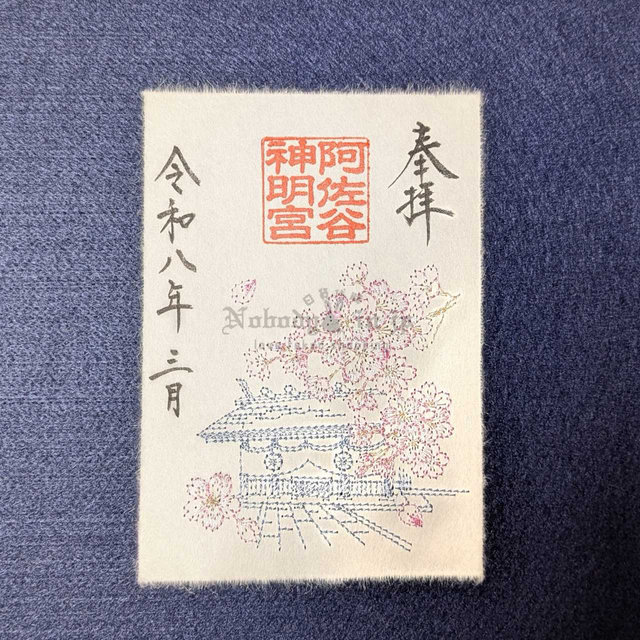 奉拝
阿佐谷
神明宮
令和八年三月